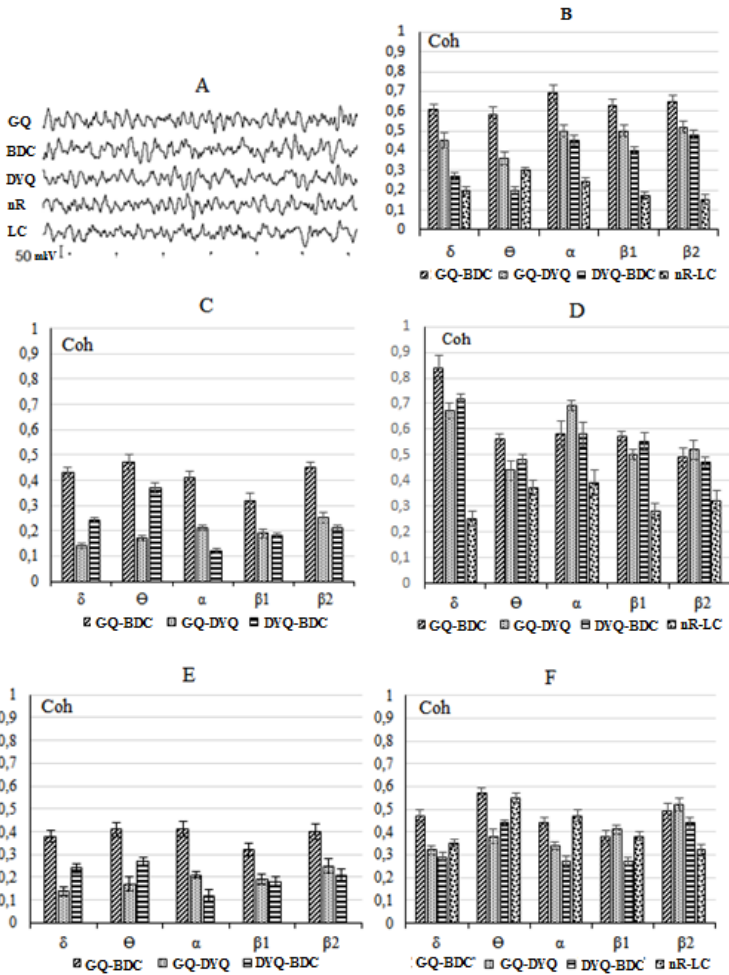 A
GQ
BDC
DYQ
nR
LC
50 mkV
B
Coh
1
0,9
0,8
0,7
0,6
0,5
0,4
0,3
0,2
0,1
0
δ Ɵ α β1 β2
GQ-BDC GQ-DYQ DYQ-BDC nR-LC
C
Coh
1
0,9
0,8
0,7
0,6
0,5
0,4
0,3
0,2
0,1
0
δ Ɵ α β1 β2
GQ-BDC GQ-DYQ DYQ-BDC
D
Coh
1
0,9
0,8
0,7
0,6
0,5
0,4
0,3
0,2
0,1
0
δ Ɵ α β1 β2
GQ-BDC GQ-DYQ DYQ-BDC nR-LC
E
Coh
1
0,9
0,8
0,7
0,6
0,5
0,4
0,3
0,2
0,1
0
δ Ɵ α β1 β2
GQ-BDC GQ-DYQ DYQ-BDC
F
Coh
1
0,9
0,8
0,7
0,6
0,5
0,4
0,3
0,2
0,1
0
δ Ɵ α β1 β2
GQ-BDC GQ-DYQ DYQ-BDC nR-LC